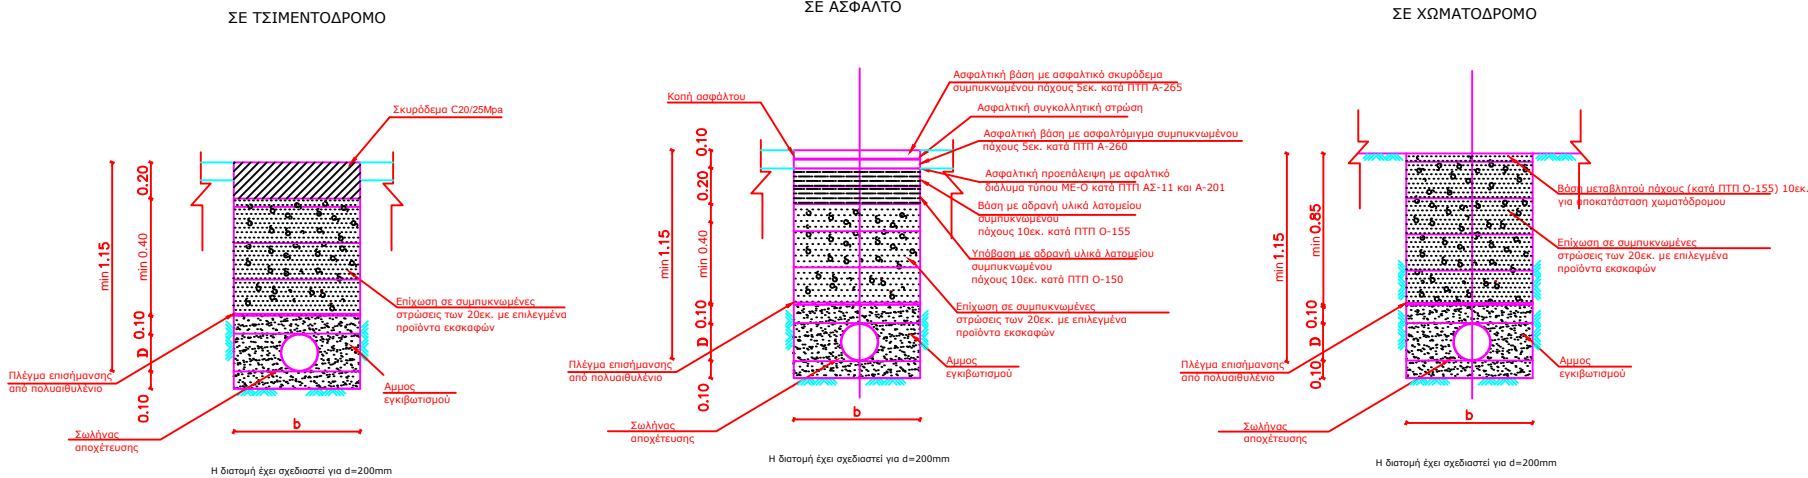 ΣΕ ΤΣΙΜΕΝΤΟΔΡΟΜΟ
Σκυρόδεμα C20/25Mpa
min 1.15
0.20
min 0.40
0.10
D
0.10
Επίχωση σε συμπυκνωμένες
στρώσεις των 20εκ. με επιλεγμένα
προϊόντα εκσκαφών
Πλέγμα επισήμανσης
από πολυαιθυλένιο
Αμμος
εγκιβωτισμού
Σωλήνας
αποχέτευσης
b
Η διατομή έχει σχεδιαστεί για d=200mm
ΣΕ ΑΣΦΑΛΤΟ
Κοπή ασφάλτου
Ασφαλτική βάση με ασφαλτικό σκυρόδεμα
συμπυκνωμένου πάχους 5εκ. κατά ΠΤΠ Α-265
Ασφαλτική συγκολλητική στρώση
Ασφαλτική βάση με ασφαλτόμιγμα συμπυκνωμένου
πάχους 5εκ. κατά ΠΤΠ Α-260
Ασφαλτική προεπάλειψη με αφαλτικό
διάλυμα τύπου ΜΕ-Ο κατά ΠΤΠ ΑΣ-11 και Α-201
Βάση με αδρανή υλικά λατομείου
συμπυκνωμένου
πάχους 10εκ. κατά ΠΤΠ Ο-155
Υπόβαση με αδρανή υλικά λατομείου
συμπυκνωμένου
πάχους 10εκ. κατά ΠΤΠ Ο-150
Επίχωση σε συμπυκνωμένες
στρώσεις των 20εκ. με επιλεγμένα
προϊόντα εκσκαφών
min 1.15
0.10
0.20
min 0.40
0.10
D
0.10
Πλέγμα επισήμανσης
από πολυαιθυλένιο
Αμμος
εγκιβωτισμού
Σωλήνας
αποχέτευσης
b
Η διατομή έχει σχεδιαστεί για d=200mm
ΣΕ ΧΩΜΑΤΟΔΡΟΜΟ
Βάση μεταβλητού πάχους (κατά ΠΤΠ Ο-155) 10εκ.
για αποκατάσταση χωματόδρομου
Επίχωση σε συμπυκνωμένες
στρώσεις των 20εκ. με επιλεγμένα
προϊόντα εκσκαφών
min 1.15
min 0.85
0.10
D
0.10
Πλέγμα επισήμανσης
από πολυαιθυλένιο
Αμμος
εγκιβωτισμού
Σωλήνας
αποχέτευσης
b
Η διατομή έχει σχεδιαστεί για d=200mm